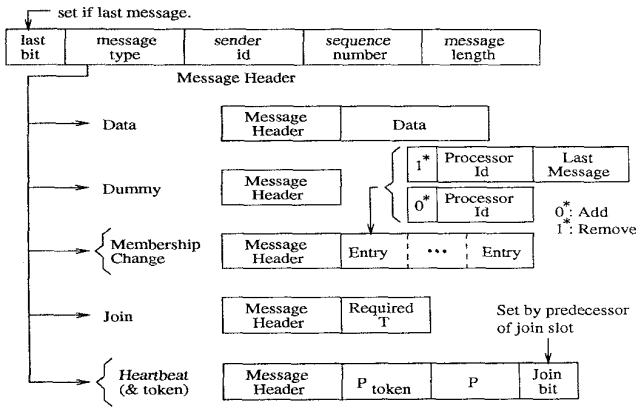 set if last message.
last bit
message type
sender id
sequence number
message length
Message Header
Data
Message Header
Data
Dummy
Message Header
1* Processor Id
Last Message
0* Processor Id
0*: Add
1*: Remove
Membership Change
Message Header
Entry
...
Entry
Join
Message Header
Required T
Set by predecessor of join slot
Heartbeat (& token)
Message Header
P token
P
Join bit